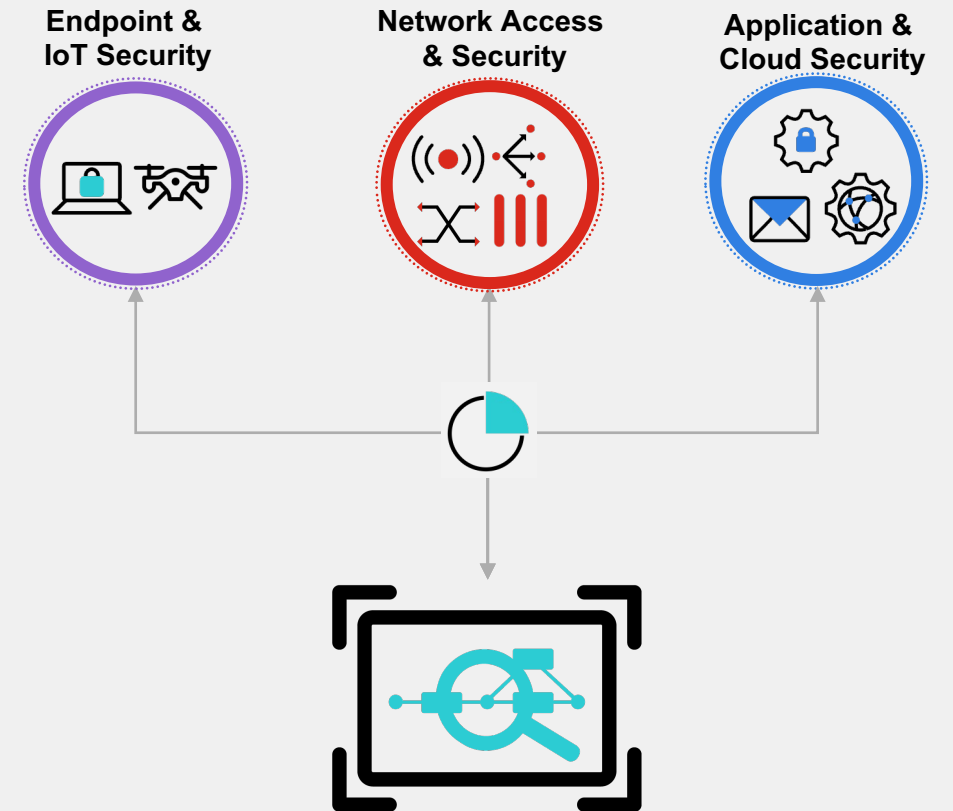 Endpoint &
IoT Security
Network Access
& Security
Application &
Cloud Security